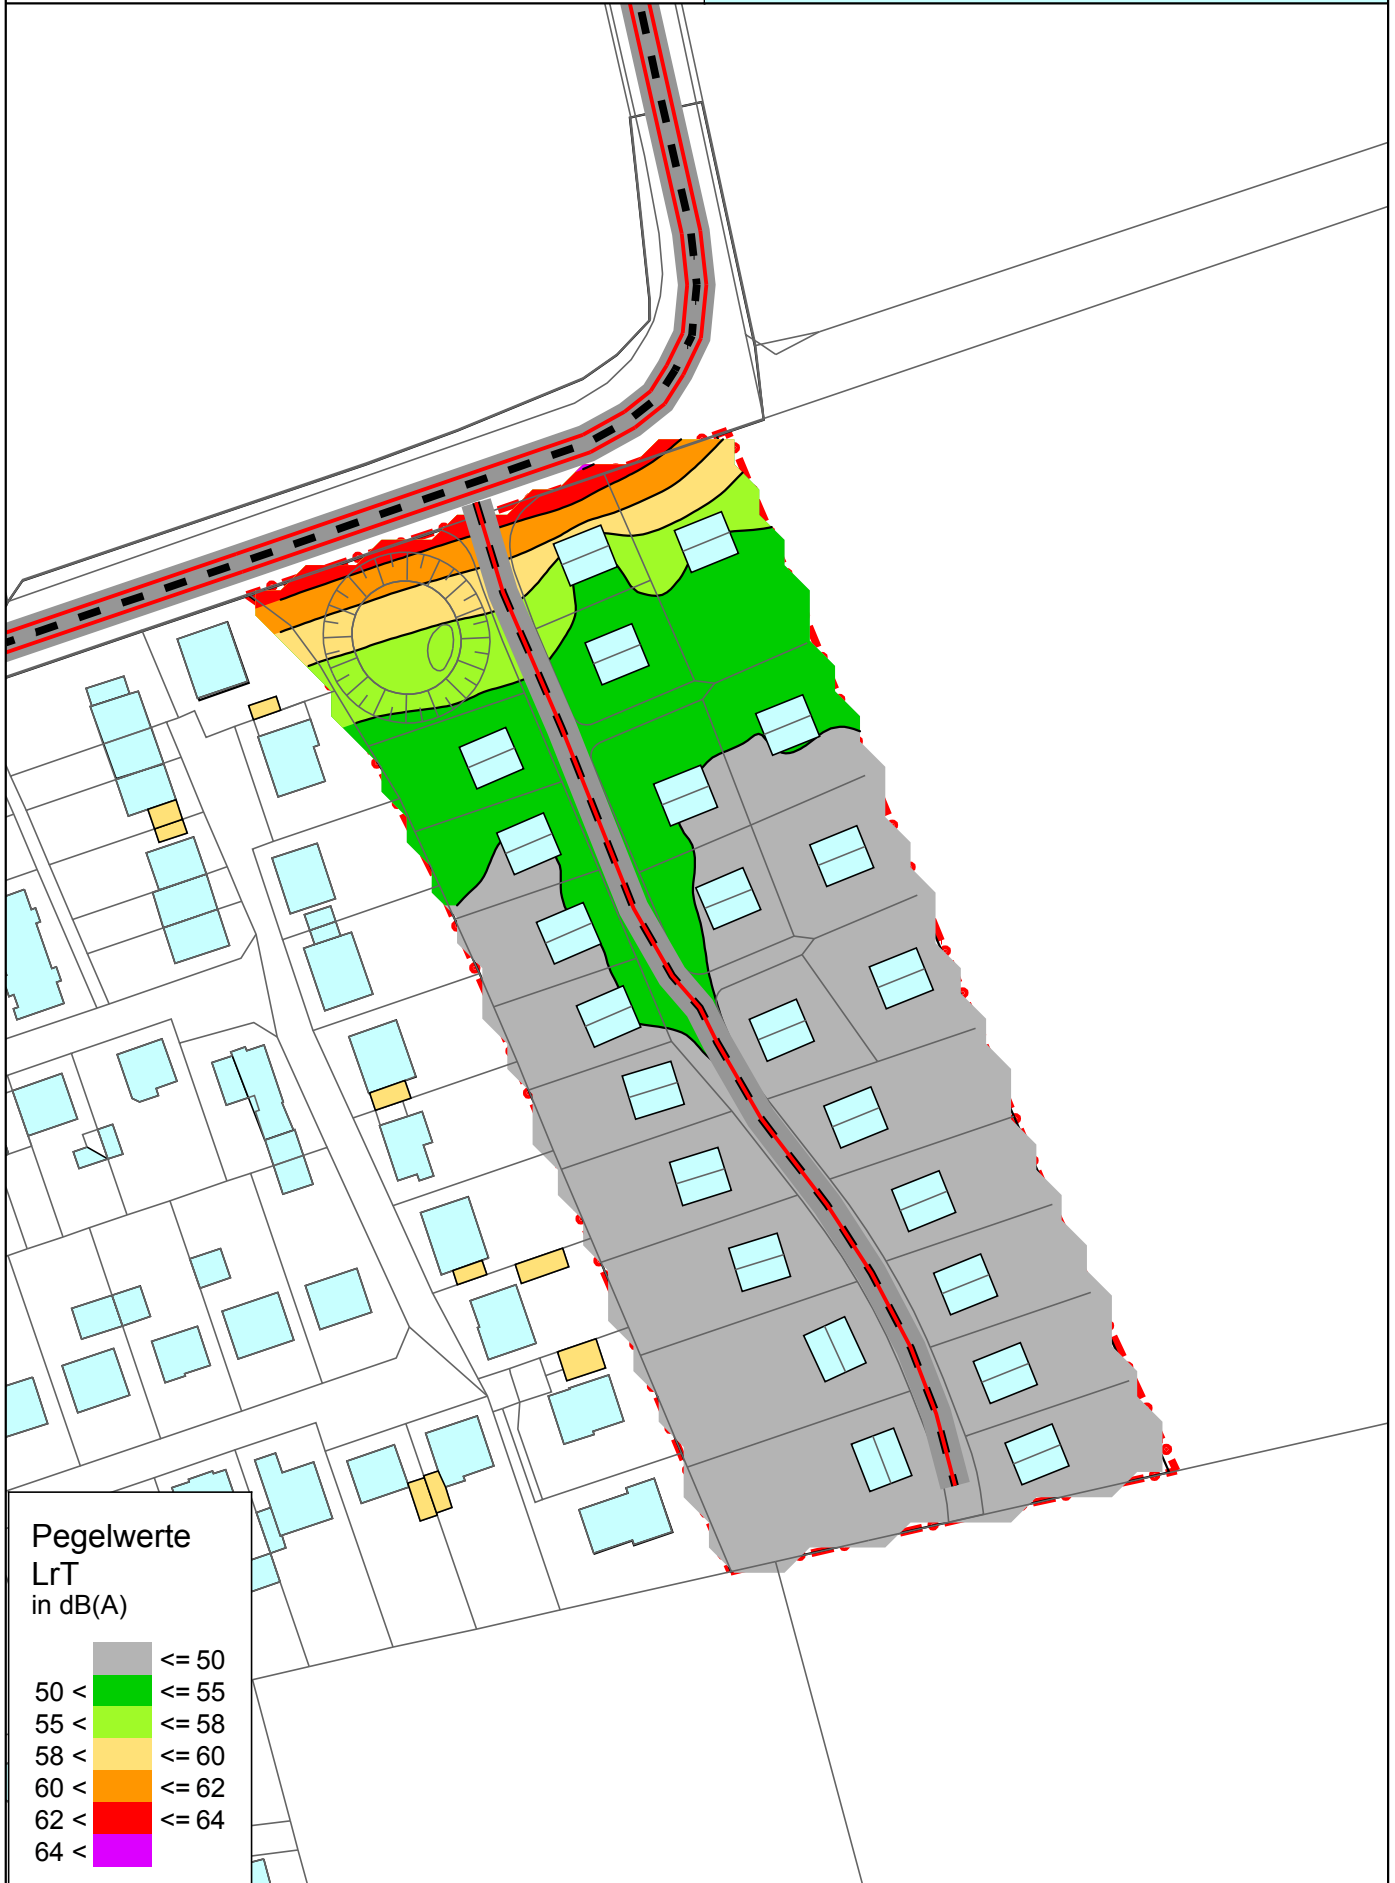 Pegelwerte
LrT
in dB(A)
<= 50
50 < <= 55
55 < <= 58
58 < <= 60
60 < <= 62
62 < <= 64
64 <